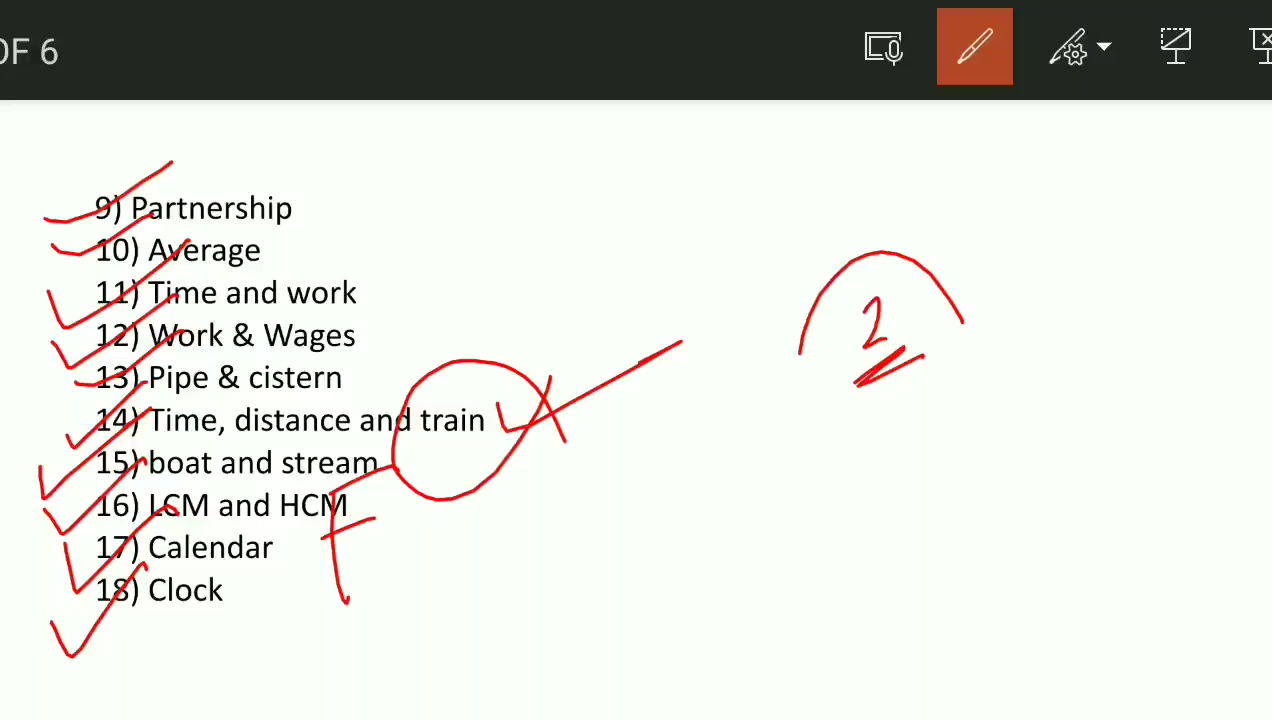 OF 6
9) Partnership
10) Average
11) Time and work
12) Work & Wages
13) Pipe & cistern
14) Time, distance and train
15) boat and stream
16) LCM and HCM
17) Calendar
18) Clock
2
F